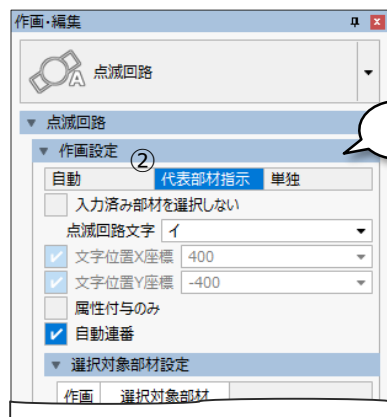 作画・編集
A 点滅回路
点滅回路
作画設定
②
自動 代表部材指示 単独
入力済み部材を選択しない
点滅回路文字 イ
文字位置X座標 400
文字位置Y座標 -400
属性付与のみ
自動連番
選択対象部材設定
作画 選択対象部材